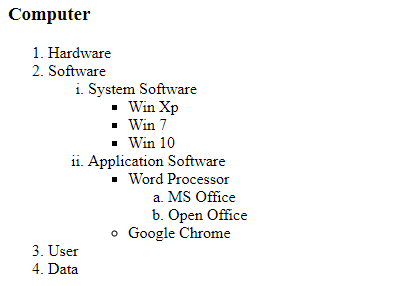 Computer
1. Hardware
2. Software
i. System Software
▪ Win Xp
▪ Win 7
▪ Win 10
ii. Application Software
▪ Word Processor
a. MS Office
b. Open Office
◦ Google Chrome
3. User
4. Data